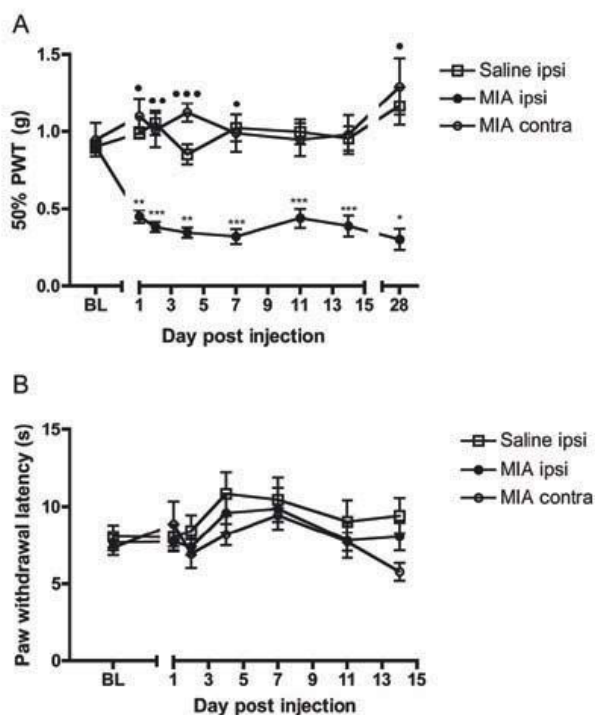 A
1.5
1.0
0.5
0.0
50% PWT (g)
** *** ** *** *** *** *
BL 1 3 5 7 9 11 13 15 28
Day post injection
Saline ipsi
MIA ipsi
MIA contra
B
15
10
5
0
Paw withdrawal latency (s)
BL 1 3 5 7 9 11 13 15
Day post injection
Saline ipsi
MIA ipsi
MIA contra